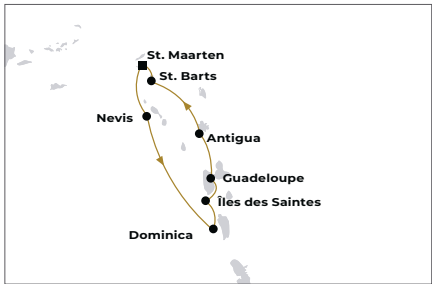 St. Maarten
St. Barts
Nevis
Antigua
Guadeloupe
Îles des Saintes
Dominica